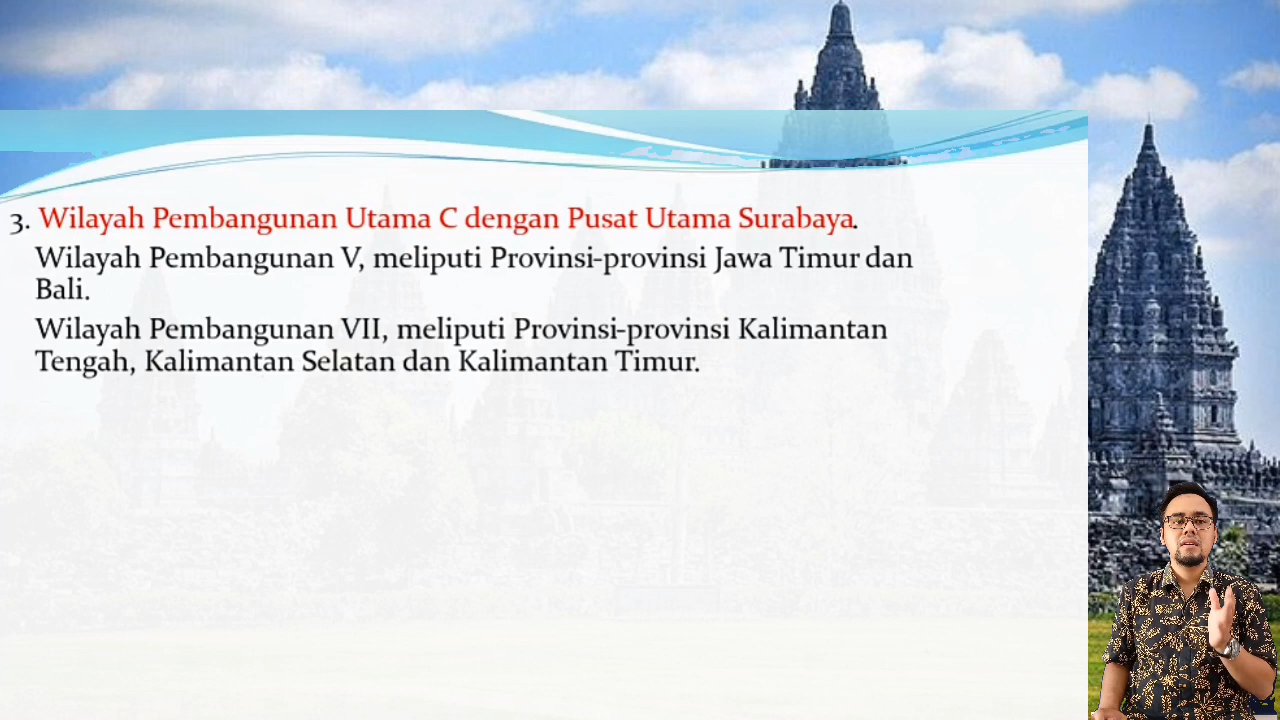 3. Wilayah Pembangunan Utama C dengan Pusat Utama Surabaya.
Wilayah Pembangunan V, meliputi Provinsi-provinsi Jawa Timur dan
Bali.
Wilayah Pembangunan VII, meliputi Provinsi-provinsi Kalimantan
Tengah, Kalimantan Selatan dan Kalimantan Timur.